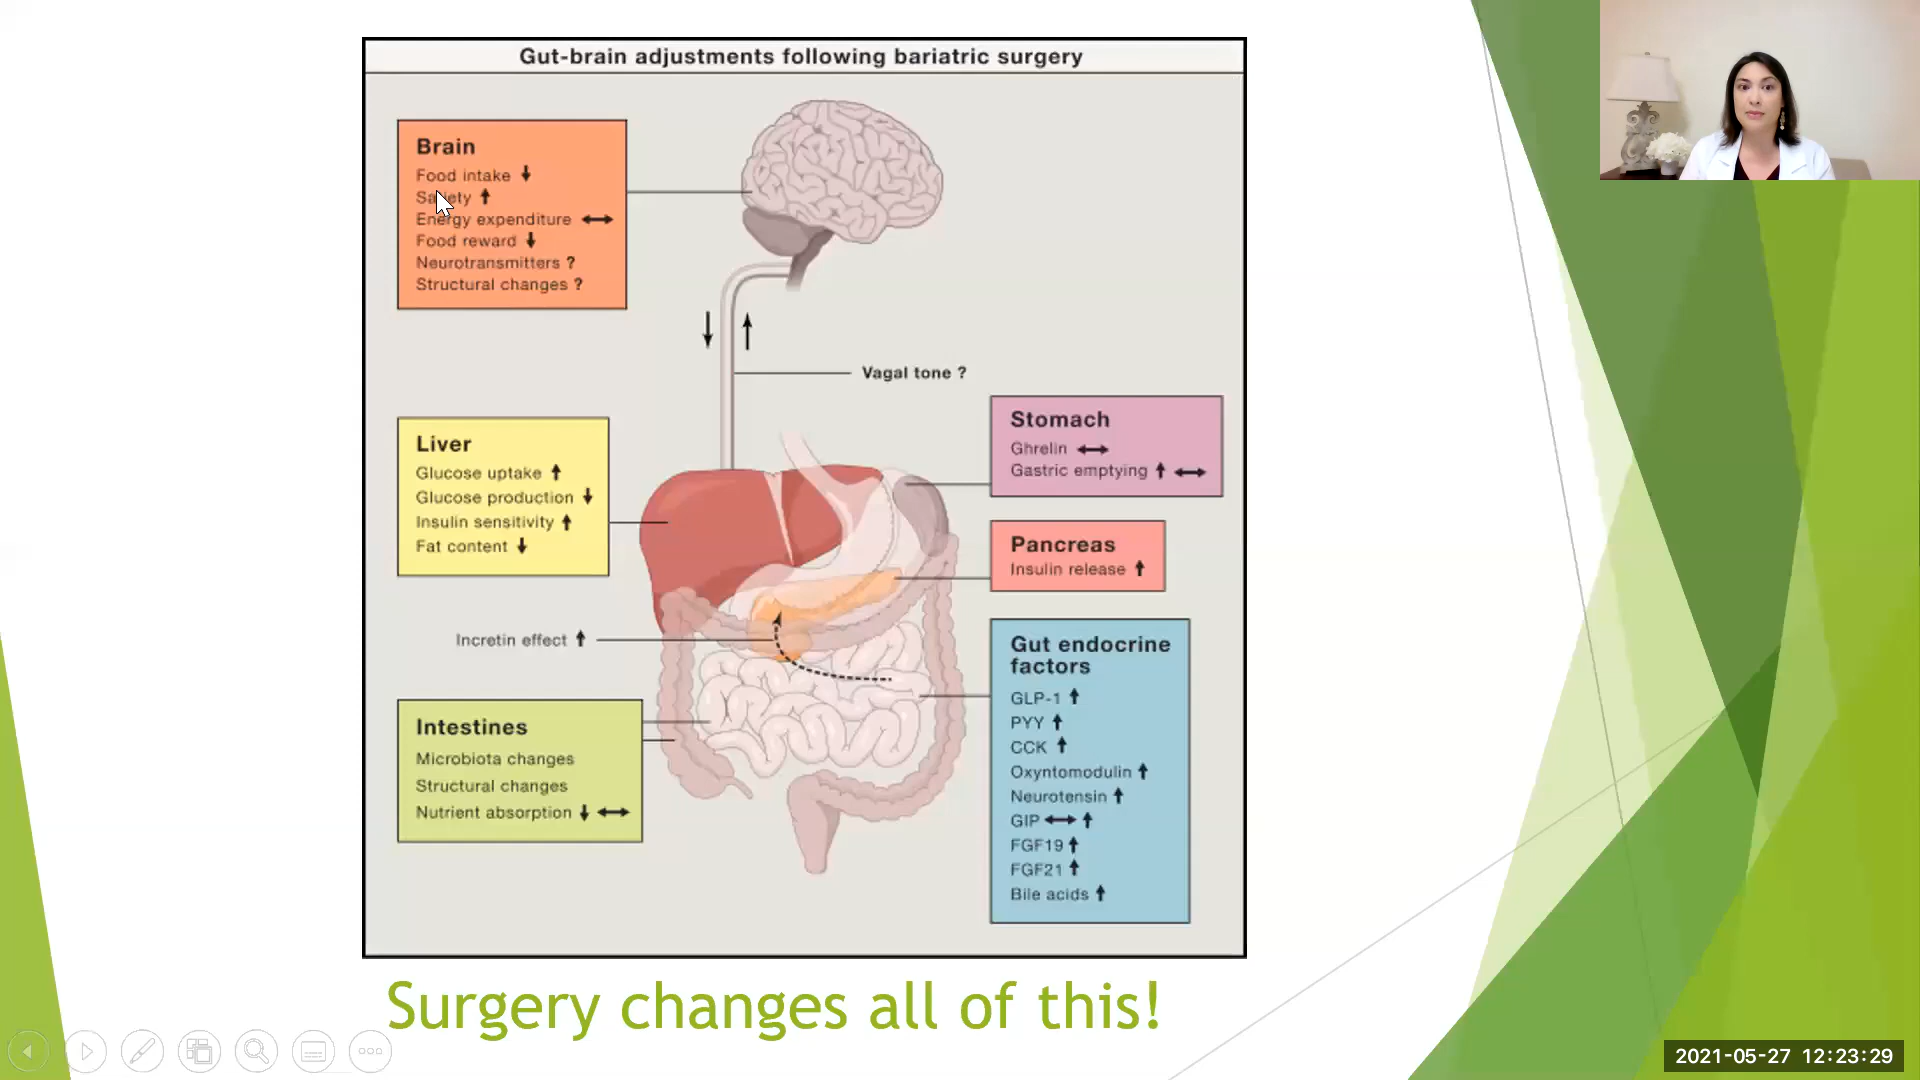 Gut-brain adjustments following bariatric surgery
Brain
Food intake ↓
Satiety ↑
Energy expenditure ↔
Food reward ↓
Neurotransmitters ?
Structural changes ?
Vagal tone ?
Liver
Glucose uptake ↑
Glucose production ↓
Insulin sensitivity ↑
Fat content ↓
Stomach
Ghrelin ↔
Gastric emptying ↑ ↔
Pancreas
Insulin release ↑
Incretin effect ↑
Intestines
Microbiota changes
Structural changes
Nutrient absorption ↓ ↔
Gut endocrine
factors
GLP-1 ↑
PYY ↑
CCK ↑
Oxyntomodulin ↑
Neurotensin ↑
GIP ↔ ↑
FGF19 ↑
FGF21 ↑
Bile acids ↑
Surgery changes all of this!
2021-05-27 12:23:29